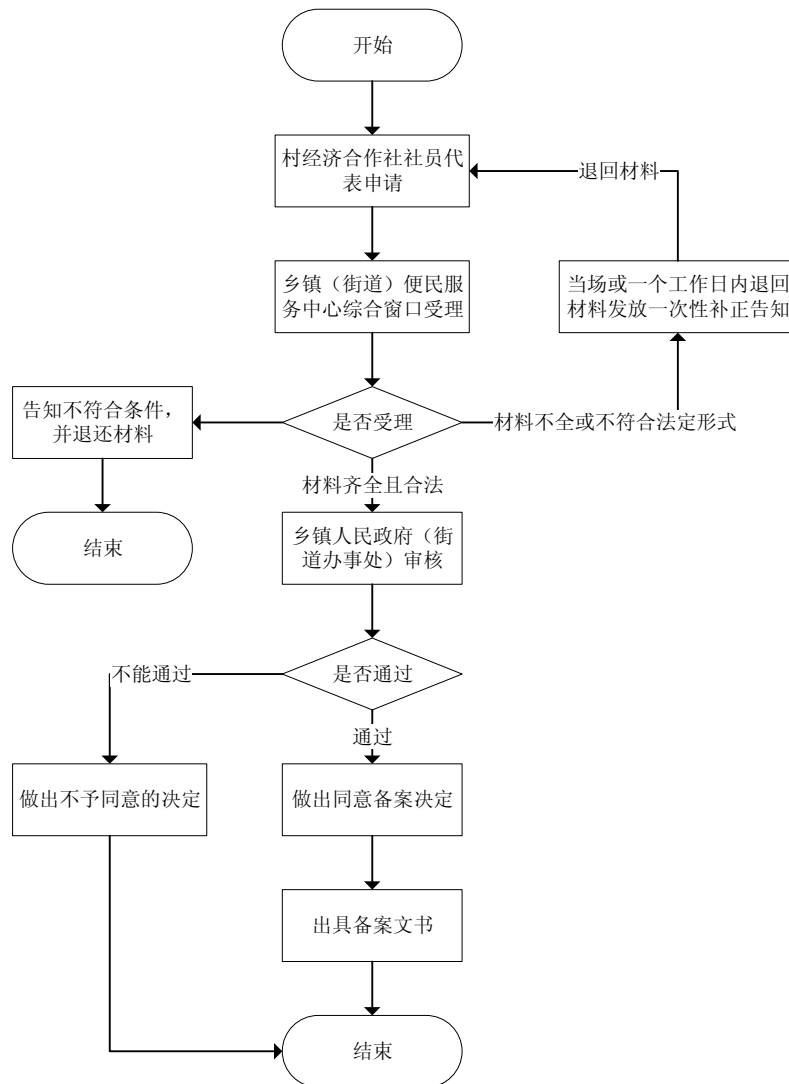 开始
村经济合作社社员代
表申请
退回材料
乡镇（街道）便民服
务中心综合窗口受理
当场或一个工作日内退回
材料发放一次性补正告知
告知不符合条件，
并退还材料
是否受理
材料不全或不符合法定形式
材料齐全且合法
结束
乡镇人民政府（街
道办事处）审核
不能通过
是否通过
通过
做出不予同意的决定
做出同意备案决定
出具备案文书
结束